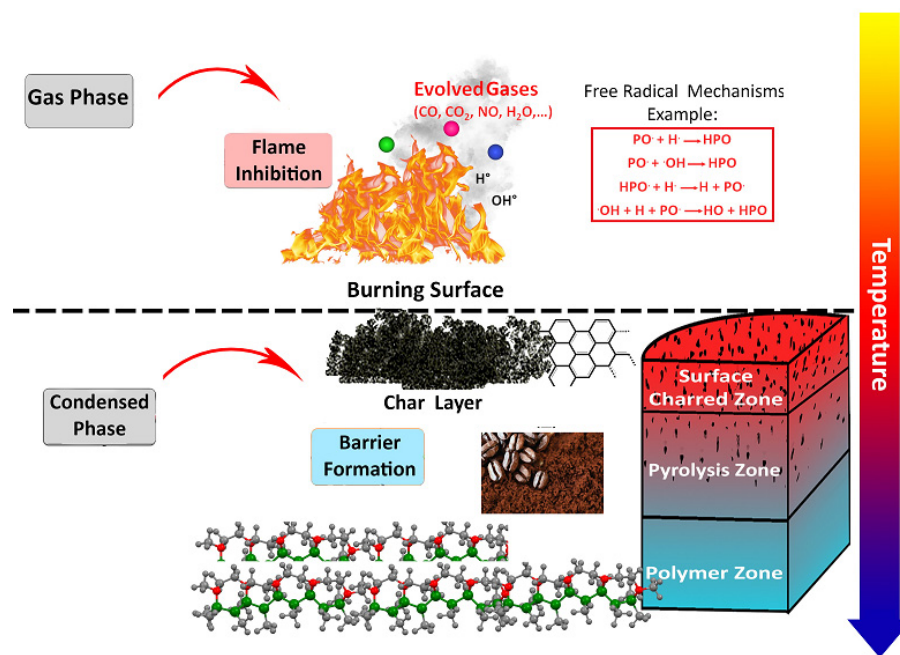 Gas Phase
Evolved Gases
(CO, CO₂, NO, H₂O,...)
Flame
Inhibition
H°
OH°
Free Radical Mechanisms
Example:
PO· + H· → HPO
PO· + ·OH → HPO
HPO· + H· → H + PO·
·OH + H + PO· → HO + HPO
Temperature
Burning Surface
Condensed
Phase
Char Layer
Barrier
Formation
Surface
Charred Zone
Pyrolysis Zone
Polymer Zone